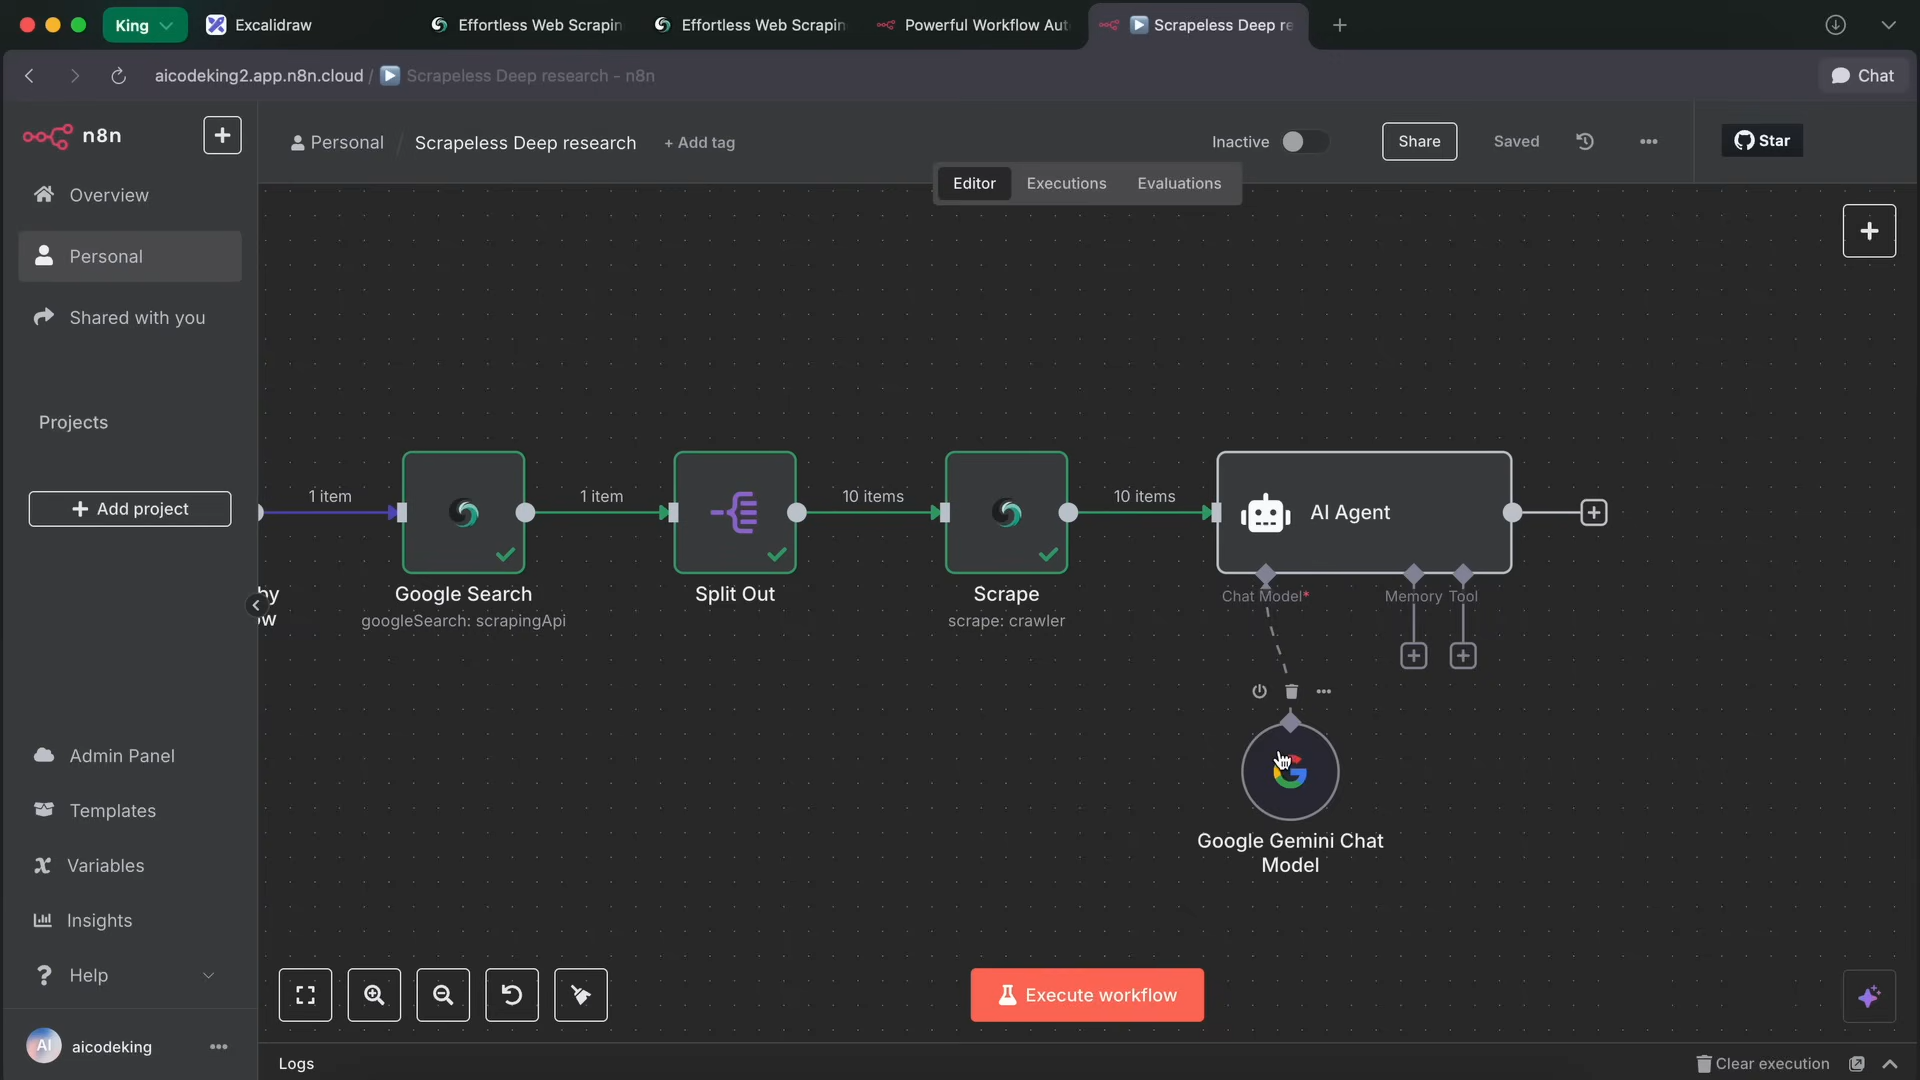 King
Excalidraw
Effortless Web Scrapin
Effortless Web Scrapin
Powerful Workflow Aut
Scrapeless Deep re
aicodeking2.app.n8n.cloud / Scrapeless Deep research – n8n
Chat
n8n
Personal / Scrapeless Deep research + Add tag
Inactive
Share
Saved
Star
Editor
Executions
Evaluations
Overview
Personal
Shared with you
Projects
Add project
Admin Panel
Templates
Variables
Insights
Help
AI
aicodeking
by
ow
1 item
1 item
10 items
10 items
Google Search
googleSearch: scrapingApi
Split Out
Scrape
scrape: crawler
AI Agent
Chat Model*
Memory
Tool
Google Gemini Chat
Model
Execute workflow
Logs
Clear execution